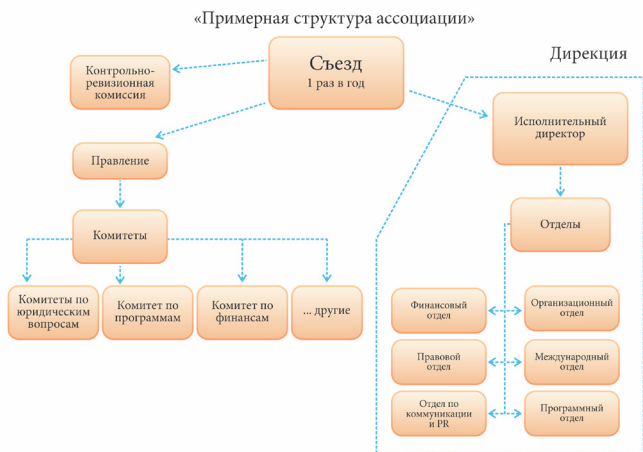 «Примерная структура ассоциации»
Съезд
1 раз в год
Контрольно-
ревизионная
комиссия
Дирекция
Исполнительный
директор
Правление
Комитеты
Отделы
Комитеты по
юридическим
вопросам
Комитет по
программам
Комитет по
финансам
... другие
Финансовый
отдел
Организационный
отдел
Правовой
отдел
Международный
отдел
Отдел по
коммуникации
и PR
Программный
отдел